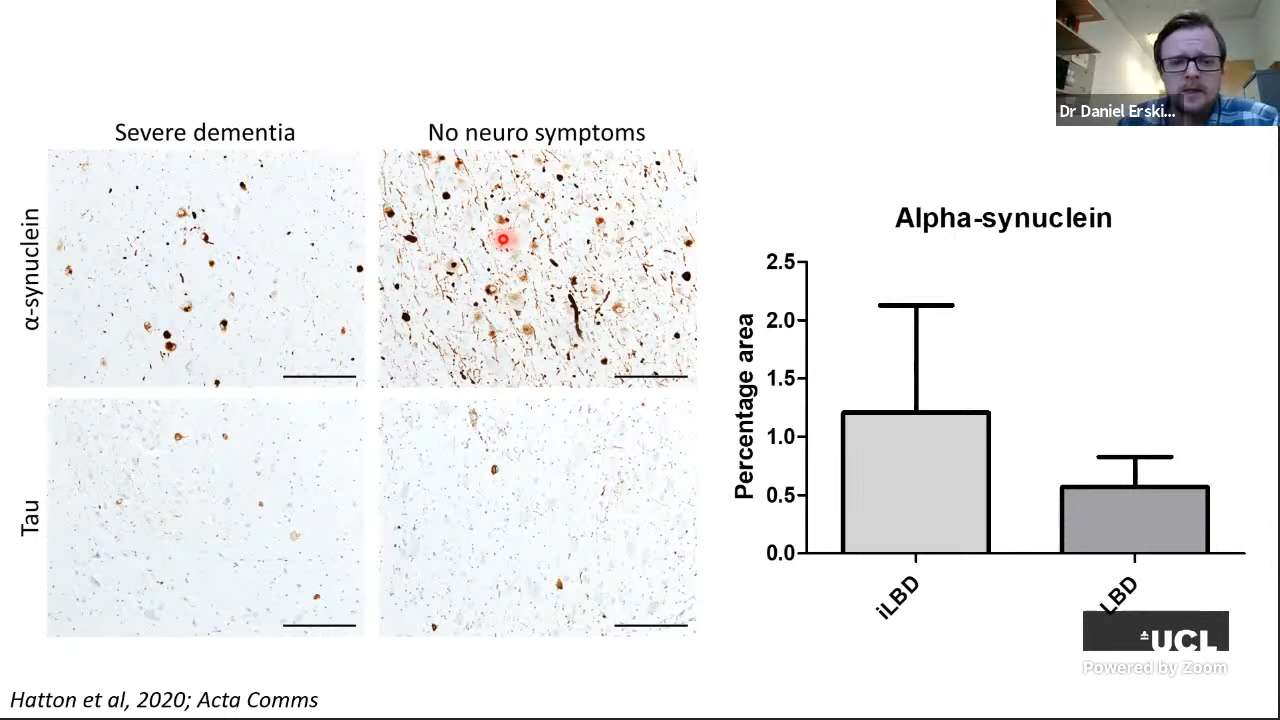 Dr Daniel Erski...
Severe dementia
No neuro symptoms
α-synuclein
Tau
Alpha-synuclein
2.5
2.0
1.5
1.0
0.5
0.0
Percentage area
iLBD
LBD
UCL
Powered by Zoom
Hatton et al, 2020; Acta Comms